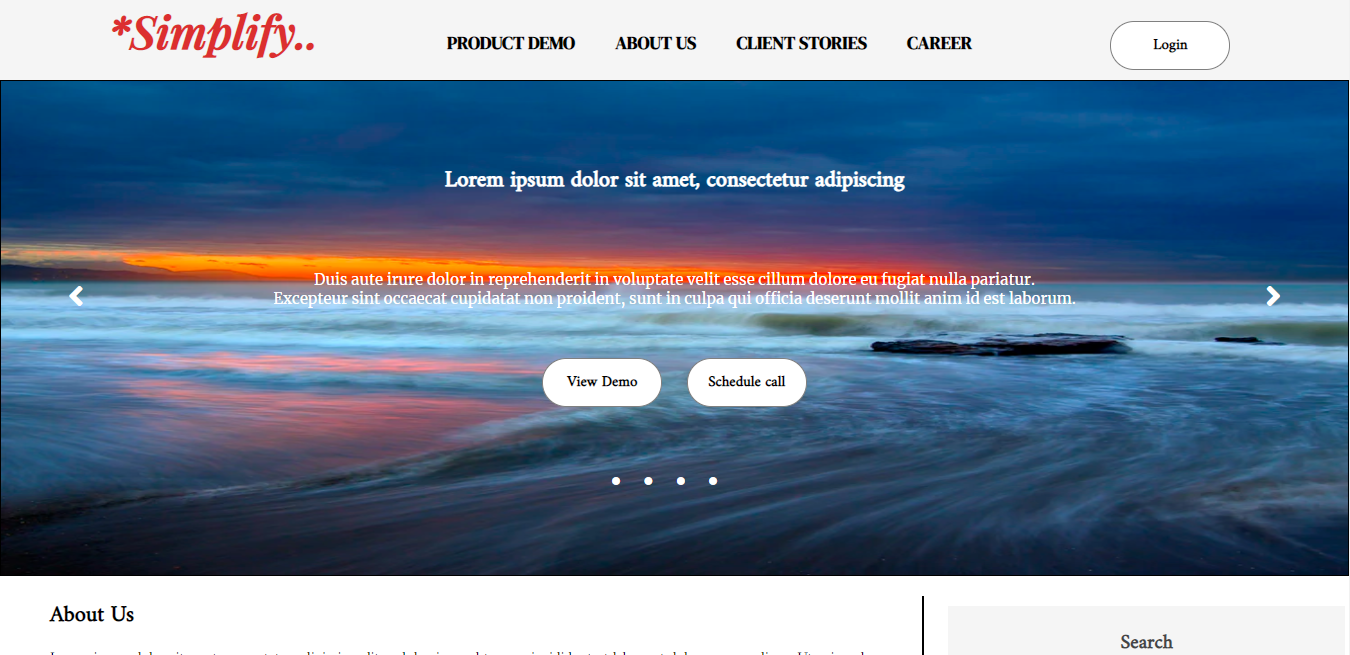 *Simplify..
PRODUCT DEMO ABOUT US CLIENT STORIES CAREER
Login
Lorem ipsum dolor sit amet, consectetur adipiscing
Duis aute irure dolor in reprehenderit in voluptate velit esse cillum dolore eu fugiat nulla pariatur.
Excepteur sint occaecat cupidatat non proident, sunt in culpa qui officia deserunt mollit anim id est laborum.
View Demo Schedule call
About Us
Search